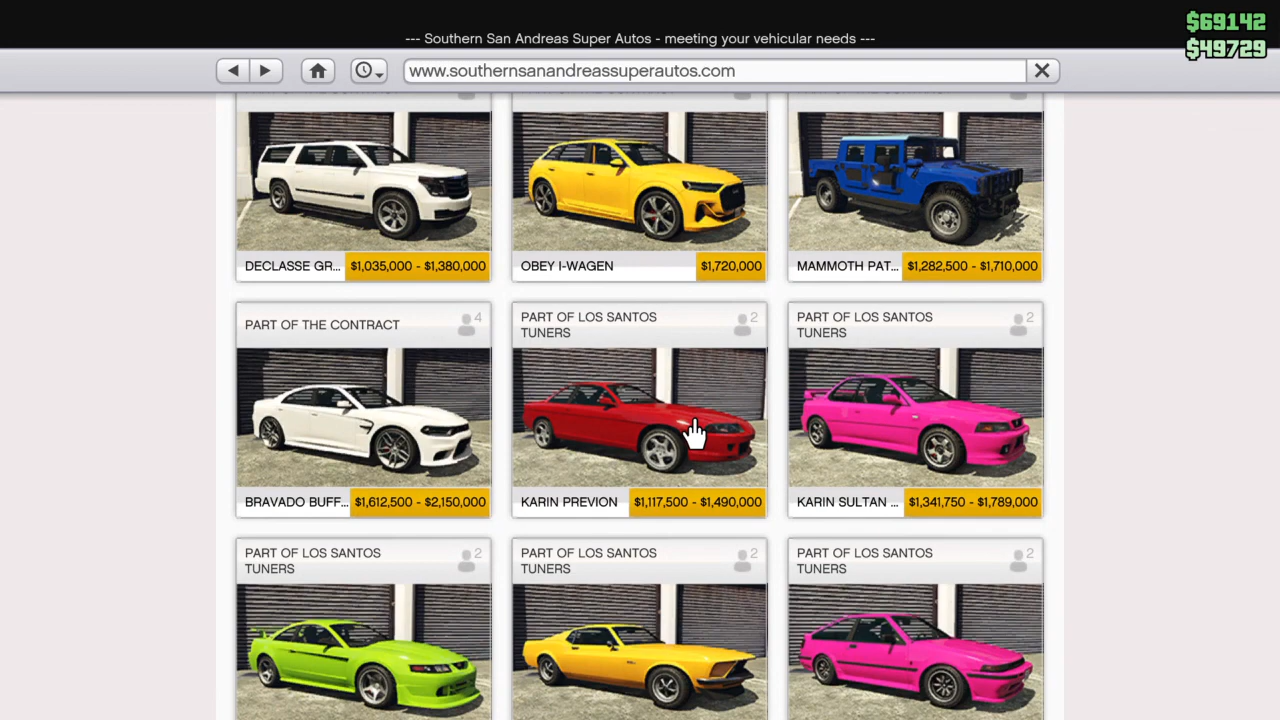 $69142
--- Southern San Andreas Super Autos - meeting your vehicular needs ---
$49729
www.southernsanandreassuperautos.com
DECLASSE GR... $1,035,000 - $1,380,000
OBEY I-WAGEN $1,720,000
MAMMOTH PAT... $1,282,500 - $1,710,000
PART OF THE CONTRACT 4
PART OF LOS SANTOS
TUNERS 2
PART OF LOS SANTOS
TUNERS 2
BRAVADO BUFF... $1,612,500 - $2,150,000
KARIN PREVION $1,117,500 - $1,490,000
KARIN SULTAN ... $1,341,750 - $1,789,000
PART OF LOS SANTOS
TUNERS 2
PART OF LOS SANTOS
TUNERS 2
PART OF LOS SANTOS
TUNERS 2